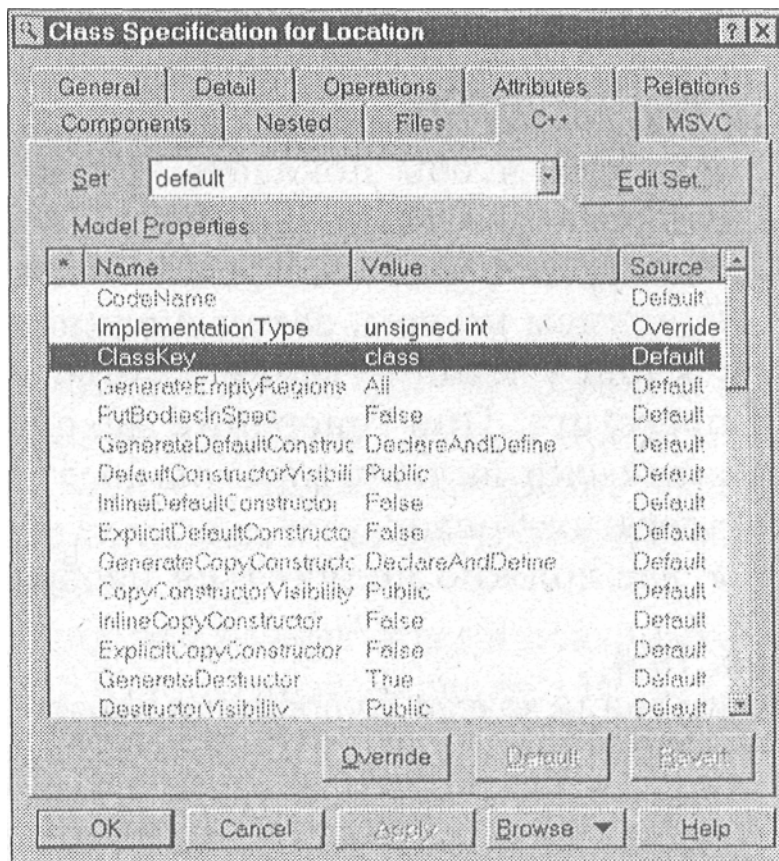 Class Specification for Location
General Detail Operations Attributes Relations
Components Nested Files C++ MSVC
Set default Edit Set...
Model Properties
* Name Value Source
CodeName Default
ImplementationType unsigned int Override
ClassKey class Default
GenerateEmptyRegions All Default
PutBodiesInSpec False Default
GenerateDefaultConstruc DeclareAndDefine Default
DefaultConstructorVisibili Public Default
InlineDefaultConstructor False Default
ExplicitDefaultConstructo False Default
GenerateCopyConstructc DeclareAndDefine Default
CopyConstructorVisibility Public Default
InlineCopyConstructor False Default
ExplicitCopyConstructor False Default
GenerateDestructor True Default
DestructorVisibility Public Default
Override Default Revert
OK Cancel Apply Browse Help